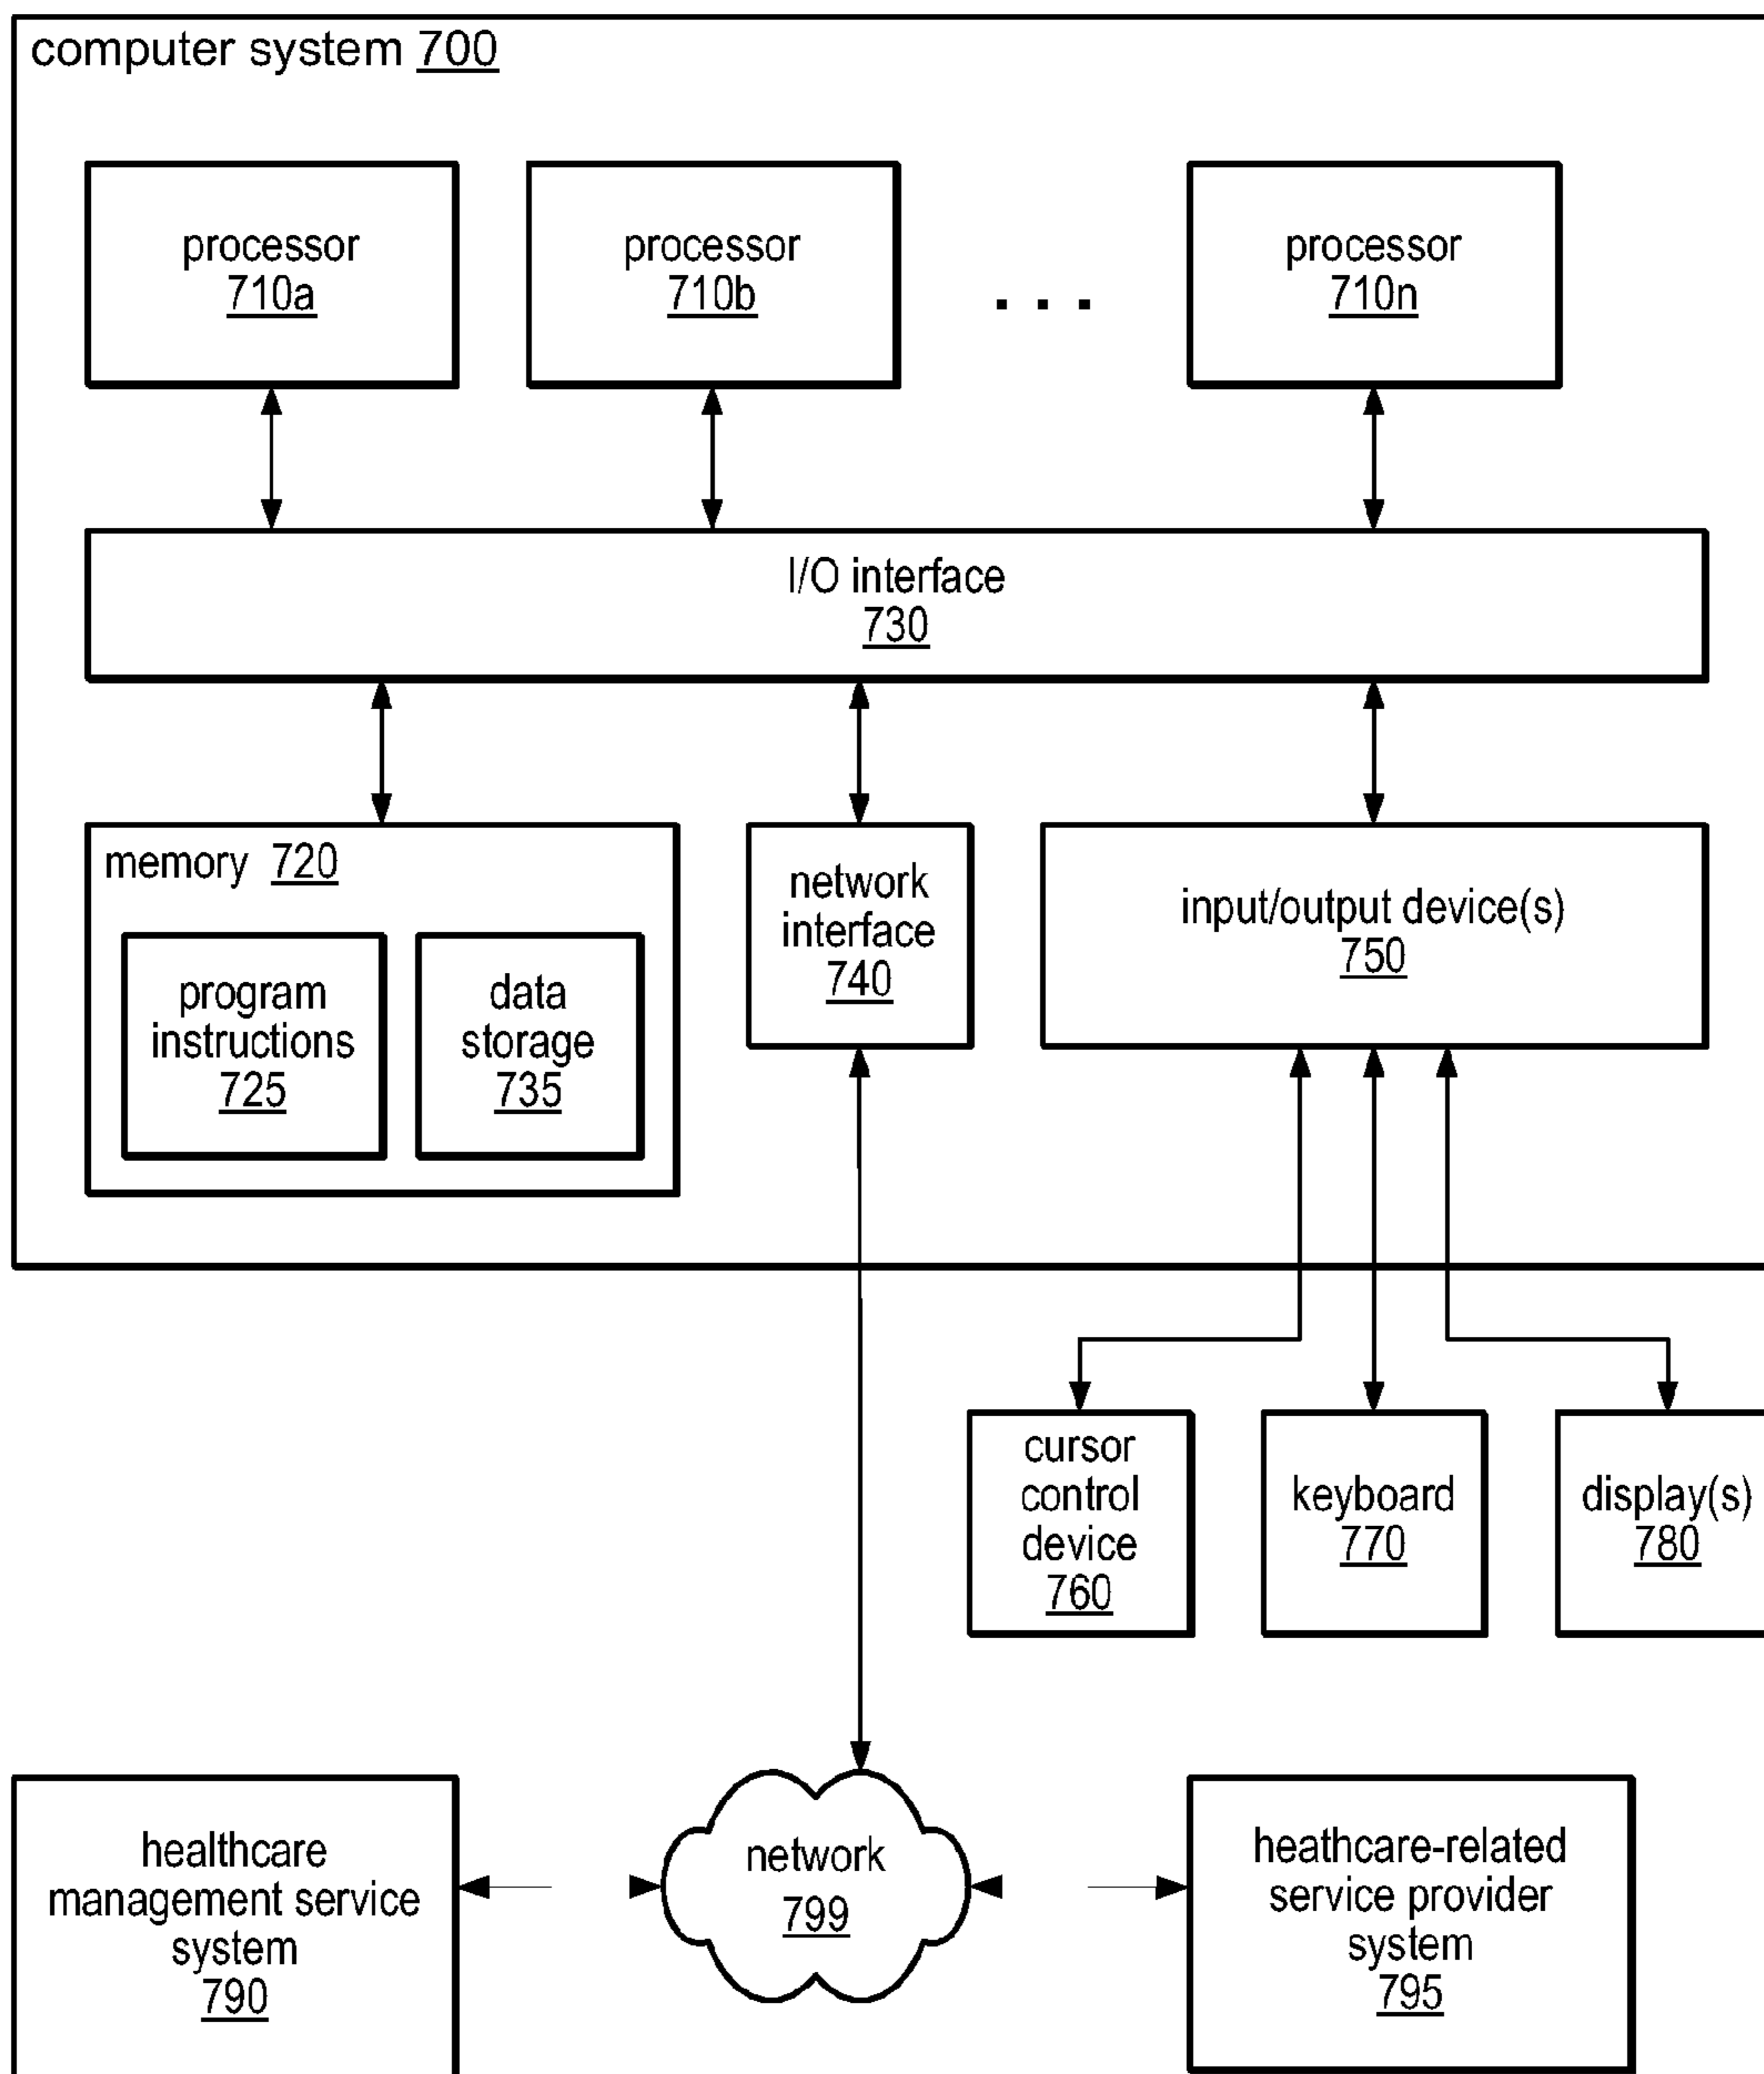 computer system 700
processor
710a
processor
710b
. . .
processor
710n
I/O interface
730
memory 720
program
instructions
725
data
storage
735
network
interface
740
input/output device(s)
750
cursor
control
device
760
keyboard
770
display(s)
780
healthcare
management service
system
790
network
799
heathcare-related
service provider
system
795